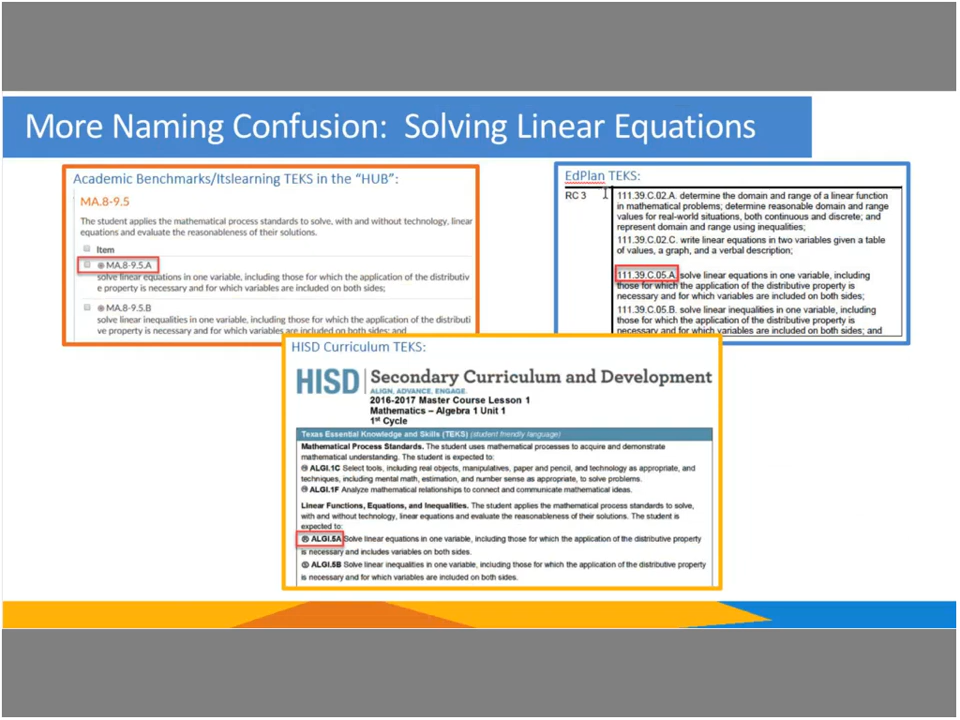 More Naming Confusion: Solving Linear Equations
Academic Benchmarks/Itslearning TEKS in the “HUB”:
MA.8-9.5
The student applies the mathematical process standards to solve, with and without technology, linear
equations and evaluate the reasonableness of their solutions.
Item
MA.8-9.5.A
solve linear equations in one variable, including those for which the application of the distributiv
e property is necessary and for which variables are included on both sides;
MA.8-9.5.B
solve linear inequalities in one variable, including those for which the application of the distributi
ve property is necessary and for which variables are included on both sides; and
EdPlan TEKS:
RC 3
111.39.C.02.A. determine the domain and range of a linear function
in mathematical problems; determine reasonable domain and range
values for real-world situations, both continuous and discrete; and
represent domain and range using inequalities;
111.39.C.02.C. write linear equations in two variables given a table
of values, a graph, and a verbal description;
111.39.C.05.A. solve linear equations in one variable, including
those for which the application of the distributive property is
necessary and for which variables are included on both sides;
111.39.C.05.B. solve linear inequalities in one variable, including
those for which the application of the distributive property is
necessary and for which variables are included on both sides; and
HISD Curriculum TEKS:
HISD Secondary Curriculum and Development
ALIGN. ADVANCE. ENGAGE.
2016-2017 Master Course Lesson 1
Mathematics – Algebra 1 Unit 1
1st Cycle
Texas Essential Knowledge and Skills (TEKS) (student friendly language)
Mathematical Process Standards. The student uses mathematical processes to acquire and demonstrate
mathematical understanding. The student is expected to:
ALGI.1C Select tools, including real objects, manipulatives, paper and pencil, and technology as appropriate, and
techniques, including mental math, estimation, and number sense as appropriate, to solve problems.
ALGI.1F Analyze mathematical relationships to connect and communicate mathematical ideas.
Linear Functions, Equations, and Inequalities. The student applies the mathematical process standards to solve,
with and without technology, linear equations and evaluate the reasonableness of their solutions. The student is
expected to:
Ⓡ ALGI.5A Solve linear equations in one variable, including those for which the application of the distributive property
is necessary and includes variables on both sides.
Ⓢ ALGI.5B Solve linear inequalities in one variable, including those for which the application of the distributive property
is necessary and for which variables are included on both sides.